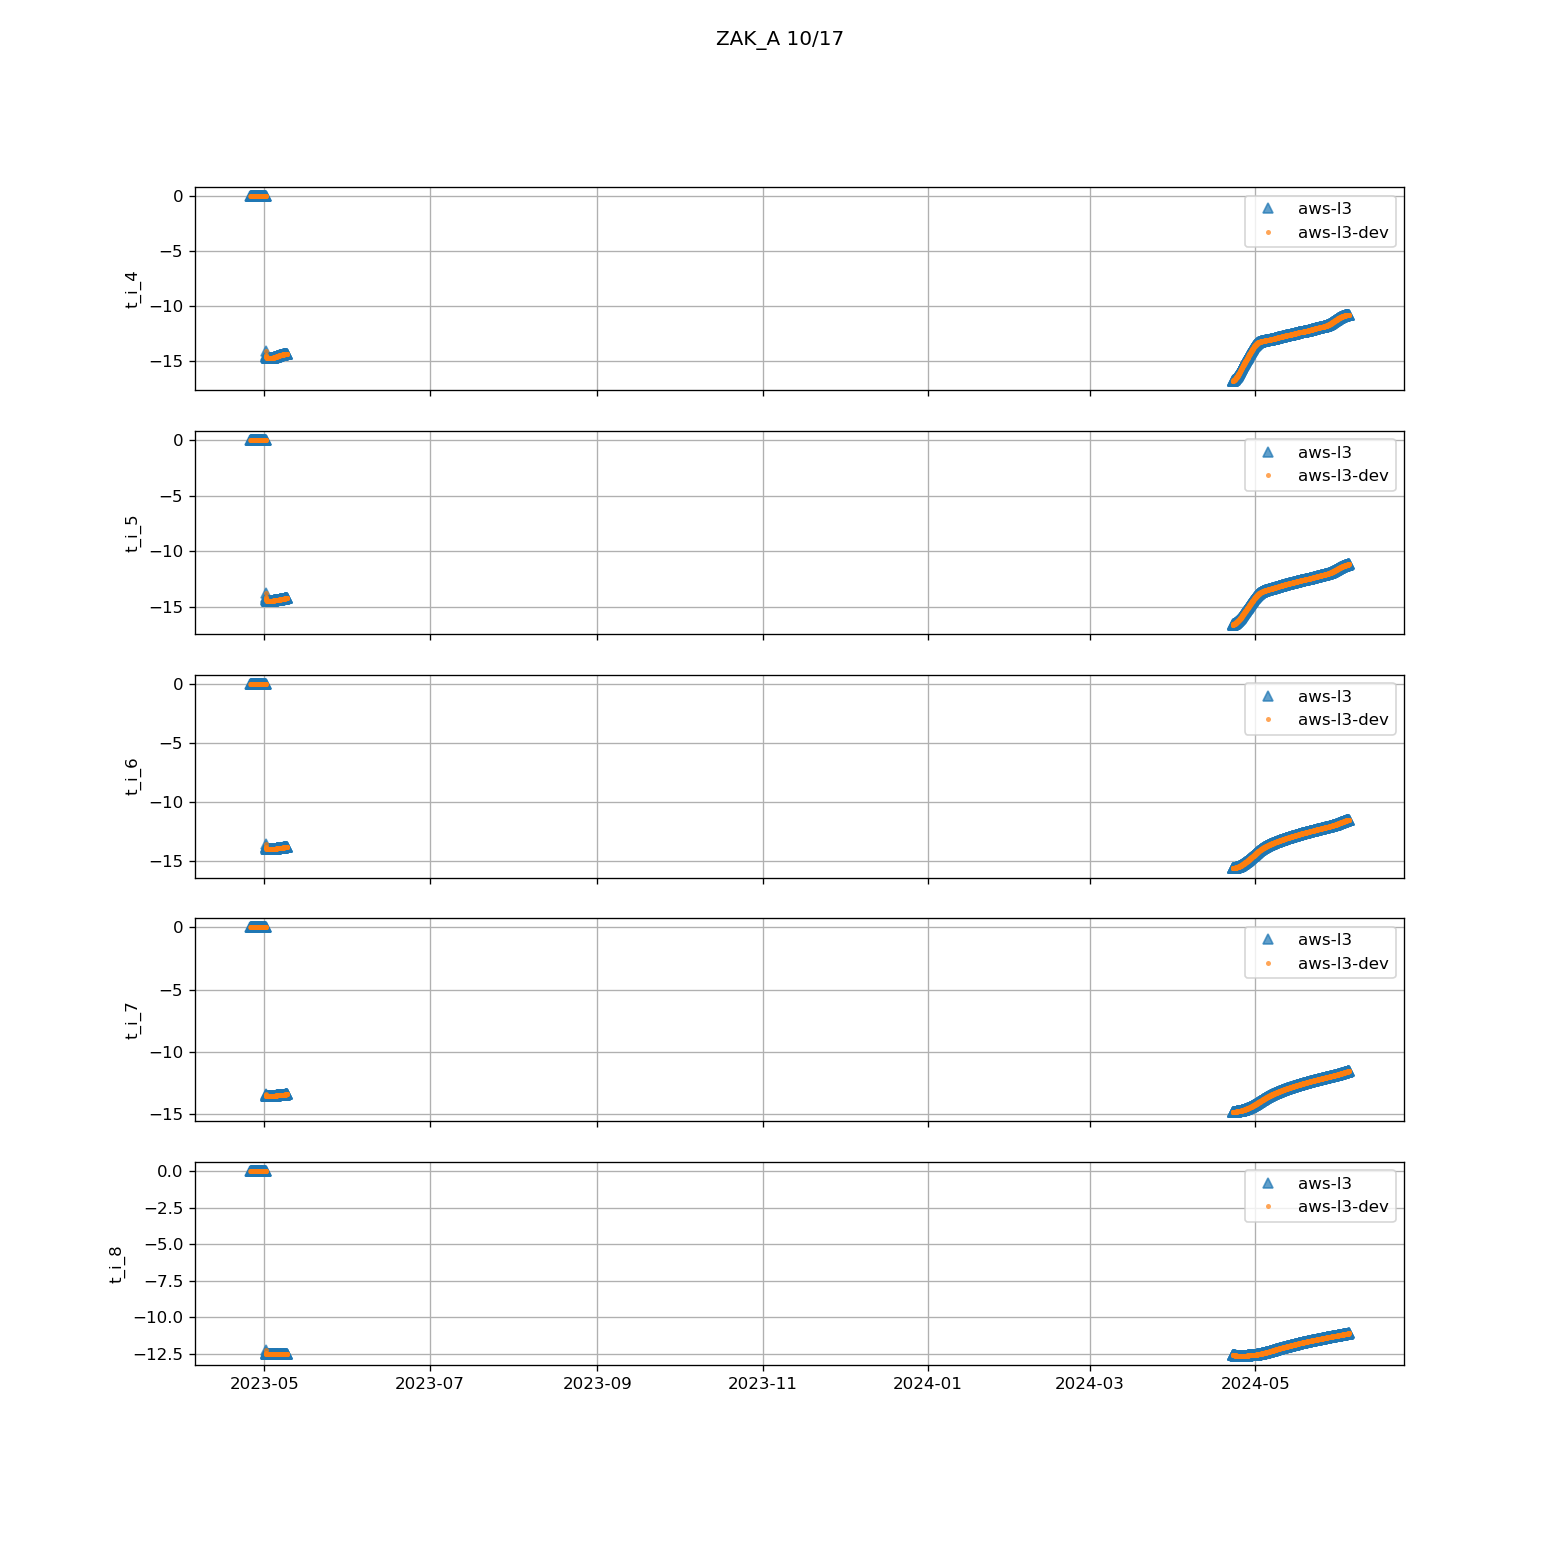 ZAK_A 10/17
t_i_4
0
−5
−10
−15
aws-l3
aws-l3-dev
t_i_5
0
−5
−10
−15
aws-l3
aws-l3-dev
t_i_6
0
−5
−10
−15
aws-l3
aws-l3-dev
t_i_7
0
−5
−10
−15
aws-l3
aws-l3-dev
t_i_8
0.0
−2.5
−5.0
−7.5
−10.0
−12.5
aws-l3
aws-l3-dev
2023-05 2023-07 2023-09 2023-11 2024-01 2024-03 2024-05